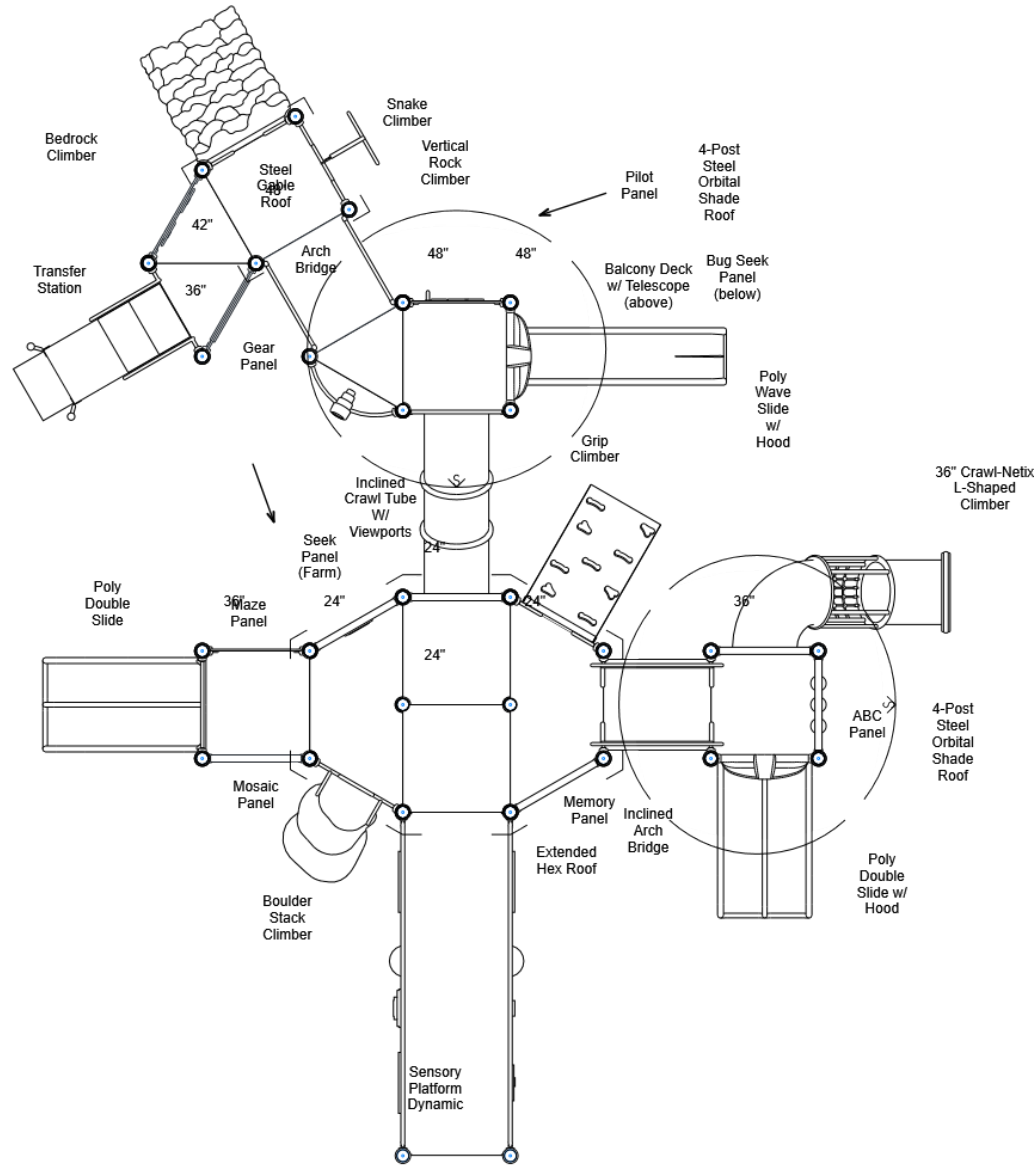 Snake
Climber
Bedrock
Climber
Vertical
Rock
Climber
4-Post
Steel
Orbital
Shade
Roof
Pilot
Panel
Steel
Gable
Roof
48"
42"
Arch
Bridge
48"
48"
Transfer
Station
36"
Balcony Deck
w/ Telescope
(above)
Bug Seek
Panel
(below)
Gear
Panel
Poly
Wave
Slide
w/
Hood
Grip
Climber
36" Crawl-Netix
L-Shaped
Climber
Inclined
Crawl Tube
W/
Viewports
24"
Seek
Panel
(Farm)
Poly
Double
Slide
36"
Maze
Panel
24"
24"
36"
24"
ABC
Panel
4-Post
Steel
Orbital
Shade
Roof
Mosaic
Panel
Memory
Panel
Inclined
Arch
Bridge
Extended
Hex Roof
Poly
Double
Slide w/
Hood
Boulder
Stack
Climber
Sensory
Platform
Dynamic